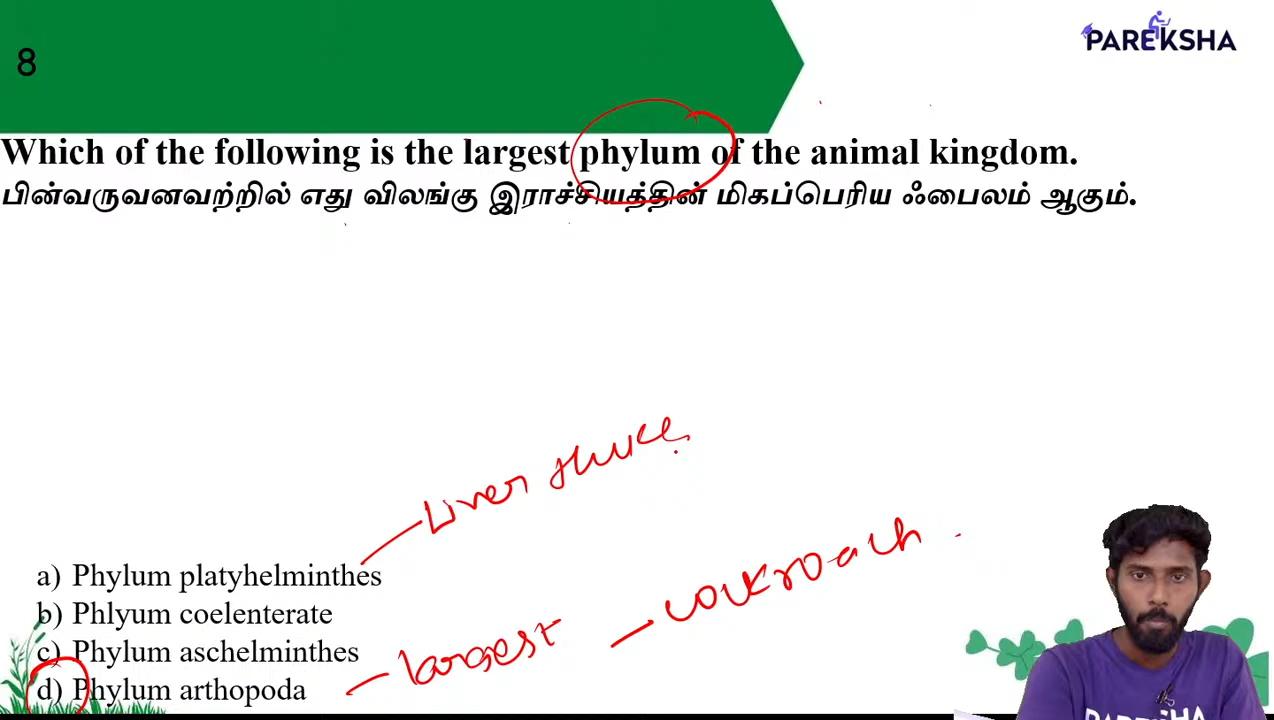 PAREKSHA
8
Which of the following is the largest phylum of the animal kingdom.
பின்வருவனவற்றில் எது விலங்கு இராச்சியத்தின் மிகப்பெரிய ஃபைலம் ஆகும்.
Liver
a) Phylum platyhelminthes
b) Phlyum coelenterate
c) Phylum aschelminthes
d) Phylum arthopoda
largest
cockroach
PAREKSHA